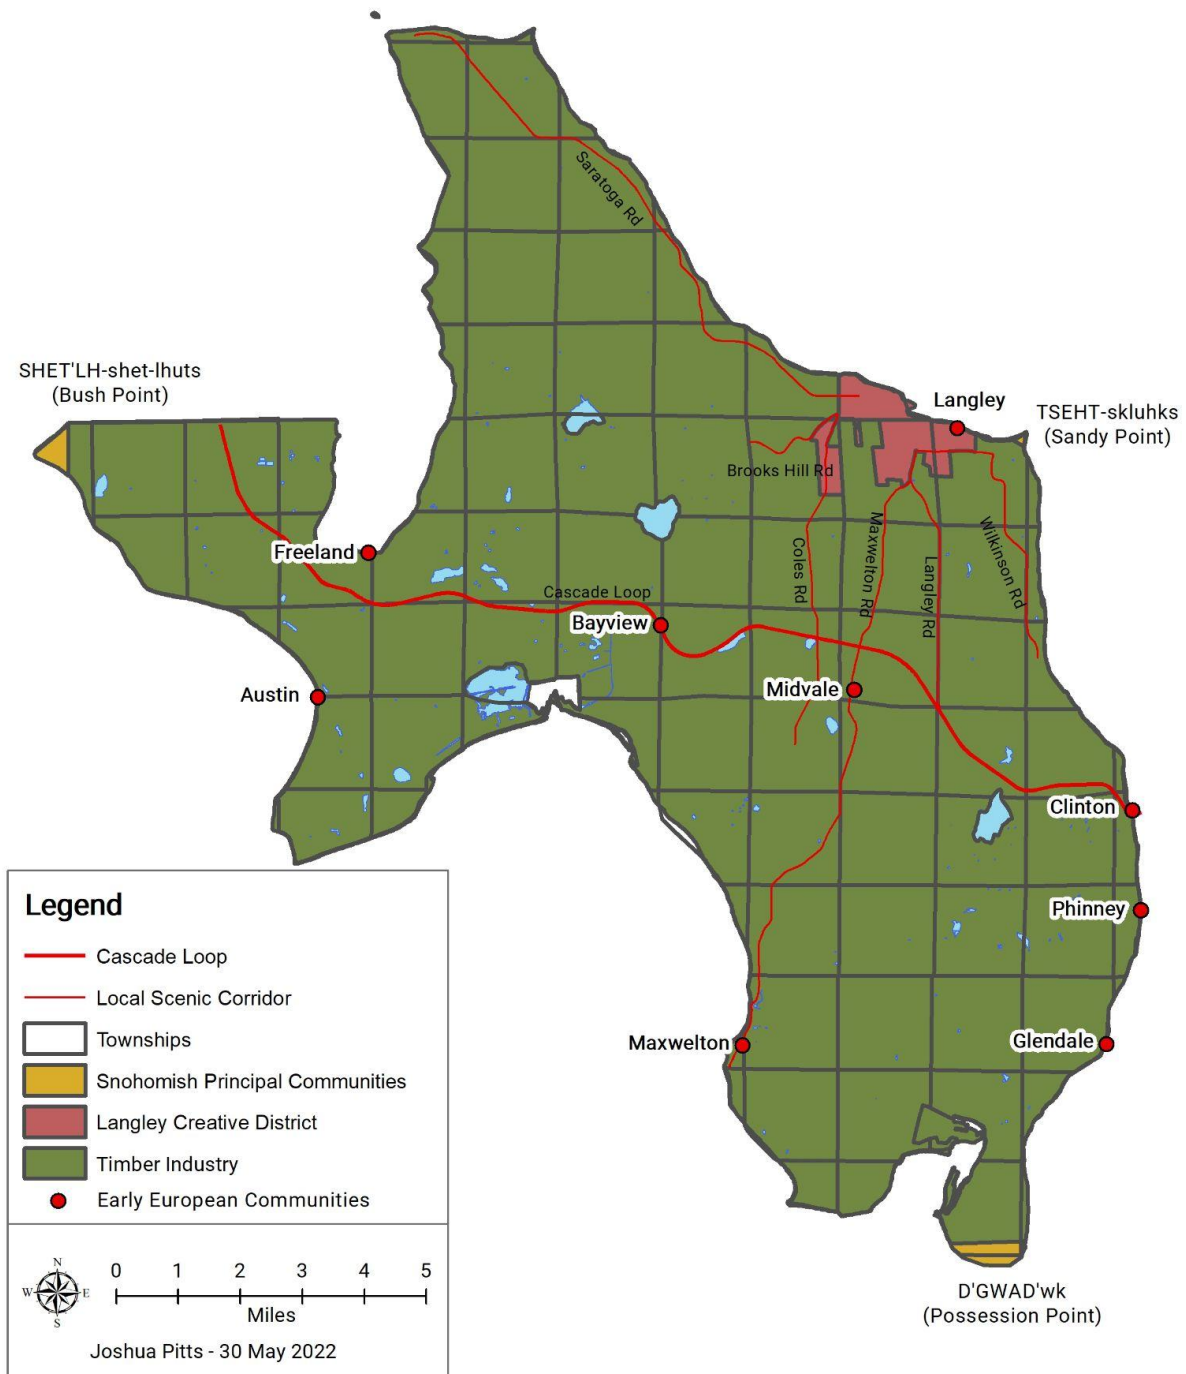 Saratoga Rd
SHET'LH-shet-lhuts
(Bush Point)
Langley
TSEHT-skluhks
(Sandy Point)
Brooks Hill Rd
Coles Rd
Maxwelton Rd
Langley Rd
Wilkinson Rd
Freeland
Cascade Loop
Bayview
Austin
Midvale
Clinton
Phinney
Maxwelton
Glendale
D'GWAD'wk
(Possession Point)
Legend
Cascade Loop
Local Scenic Corridor
Townships
Snohomish Principal Communities
Langley Creative District
Timber Industry
Early European Communities
N
W E
S
0 1 2 3 4 5
Miles
Joshua Pitts - 30 May 2022